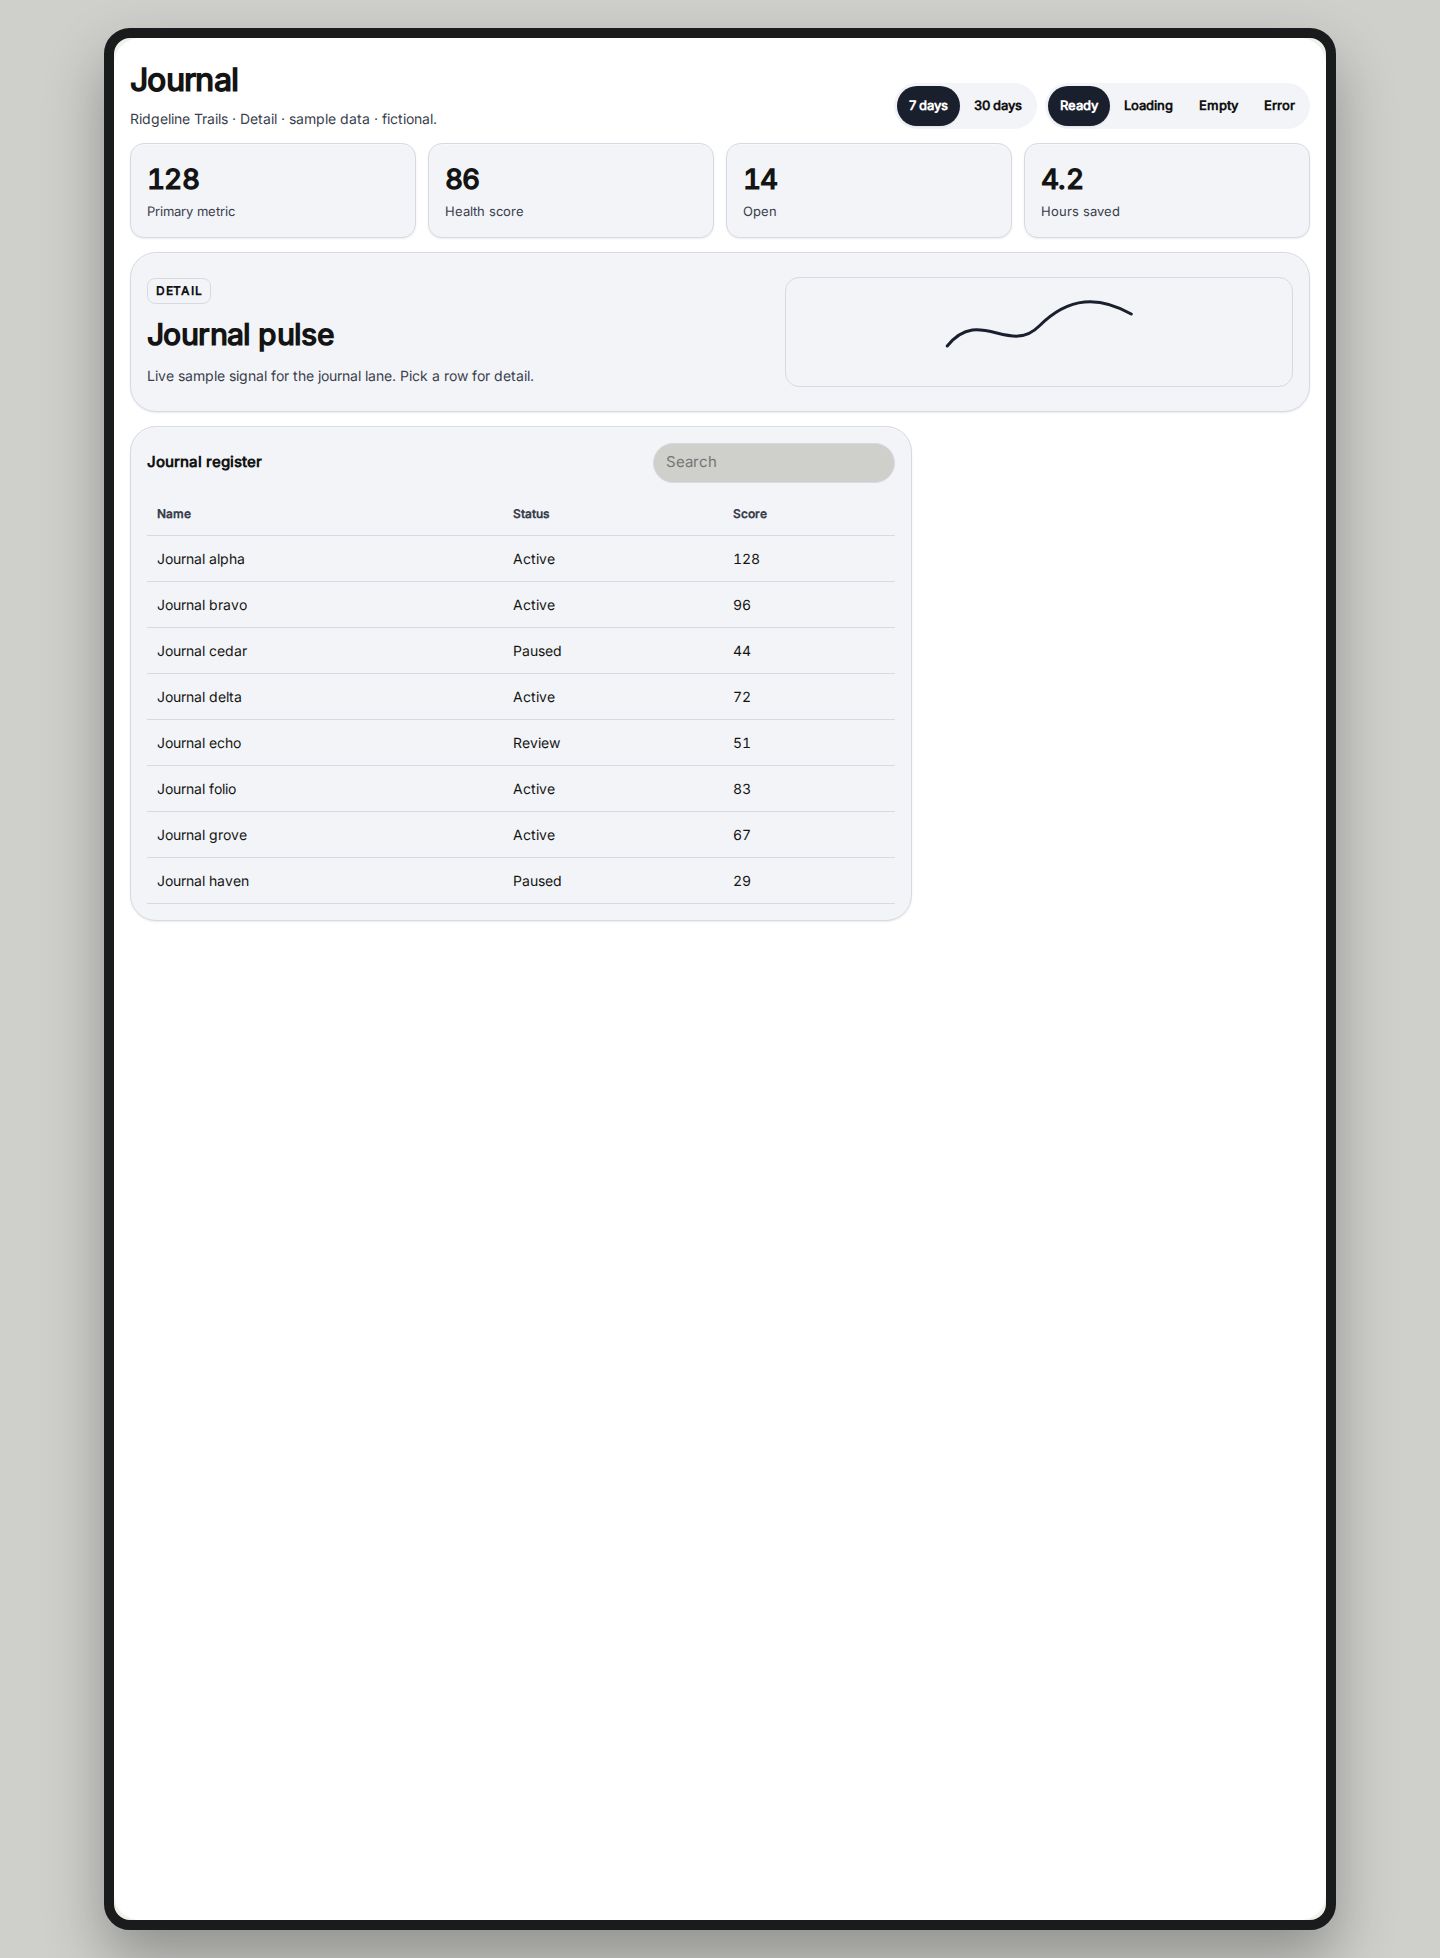 Journal
Ridgeline Trails · Detail · sample data · fictional.
7 days 30 days Ready Loading Empty Error
128 86 14 4.2
Primary metric Health score Open Hours saved
DETAIL
Journal pulse
Live sample signal for the journal lane. Pick a row for detail.
Journal register Search
Name Status Score
Journal alpha Active 128
Journal bravo Active 96
Journal cedar Paused 44
Journal delta Active 72
Journal echo Review 51
Journal folio Active 83
Journal grove Active 67
Journal haven Paused 29